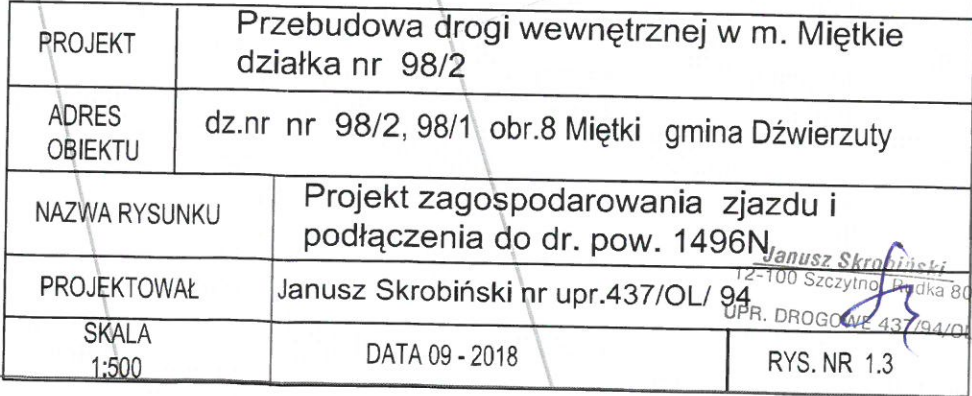 PROJEKT
Przebudowa drogi wewnętrznej w m. Miętkie
działka nr 98/2
ADRES
OBIEKTU
dz.nr nr 98/2, 98/1 obr.8 Miętki gmina Dźwierzuty
NAZWA RYSUNKU
Projekt zagospodarowania zjazdu i
podłączenia do dr. pow. 1496N
Janusz Skrobiński
12-100 Szczytno, Rudka 80
UPR. DROGOWE 437/94/OL
PROJEKTOWAŁ
Janusz Skrobiński nr upr.437/OL/ 94
SKALA
1:500
DATA 09 - 2018
RYS. NR 1.3